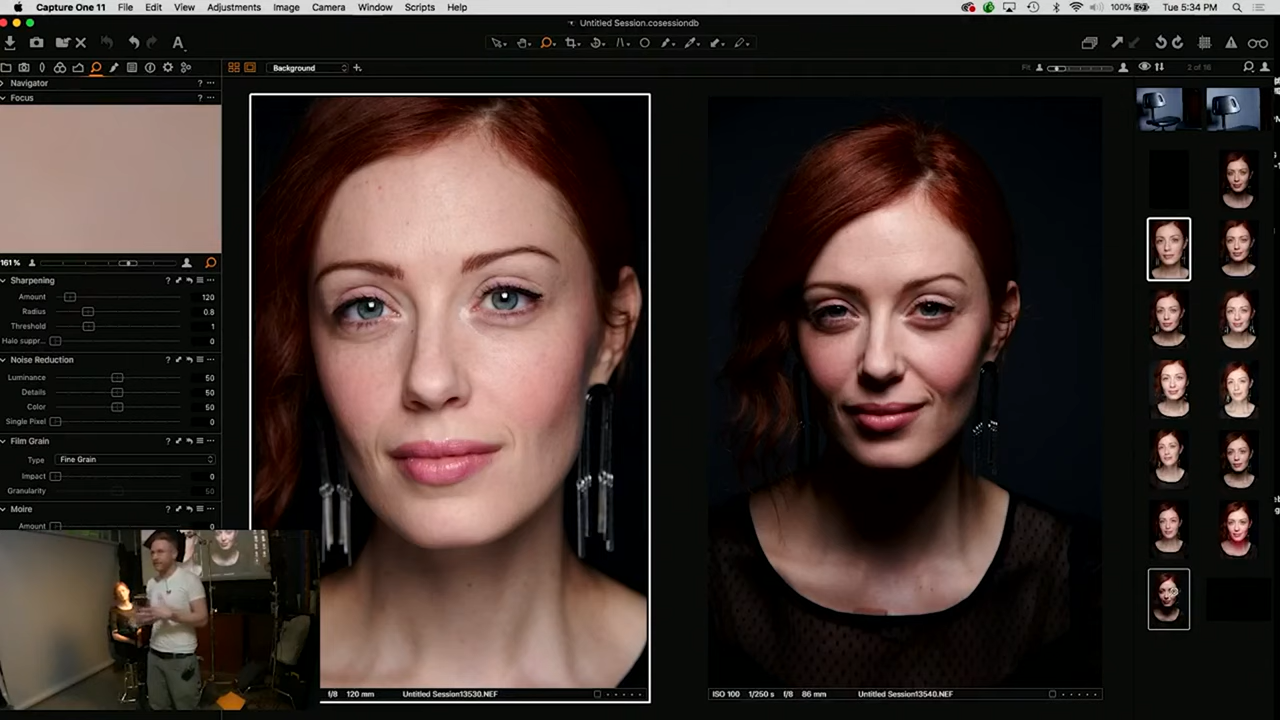 Capture One 11 File Edit View Adjustments Image Camera Window Scripts Help 100% Tue 5:34 PM
Untitled Session.cosessiondb
Background
Fit
2 of 16
Navigator ?
Focus ?
161 %
Sharpening ?
Amount 120
Radius 0.8
Threshold 1
Halo suppr... 0
Noise Reduction ?
Luminance 50
Details 50
Color 50
Single Pixel 0
Film Grain ?
Type Fine Grain
Impact 0
Granularity 50
Moire ?
Amount 0
f/8 120 mm Untitled Session13530.NEF
ISO 100 1/250 s f/8 86 mm Untitled Session13540.NEF